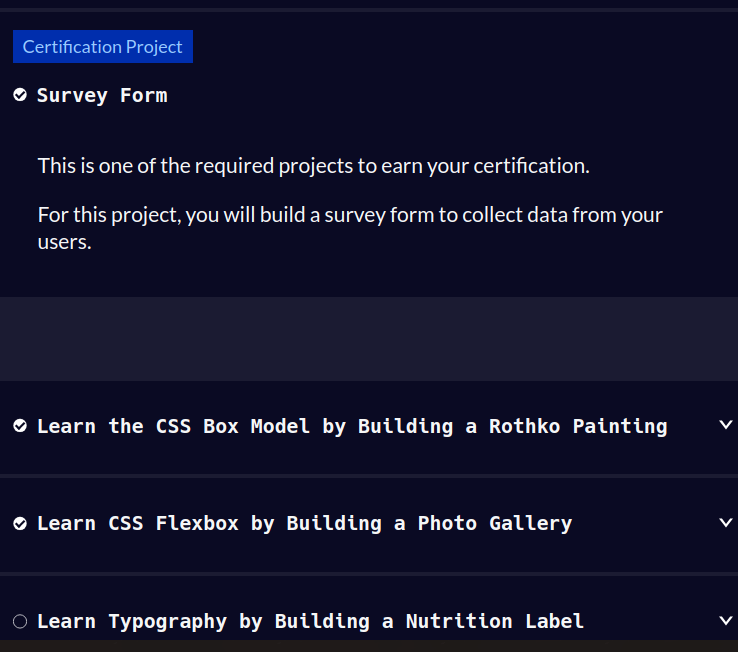 Certification Project
Survey Form
This is one of the required projects to earn your certification.
For this project, you will build a survey form to collect data from your
users.
Learn the CSS Box Model by Building a Rothko Painting
Learn CSS Flexbox by Building a Photo Gallery
Learn Typography by Building a Nutrition Label